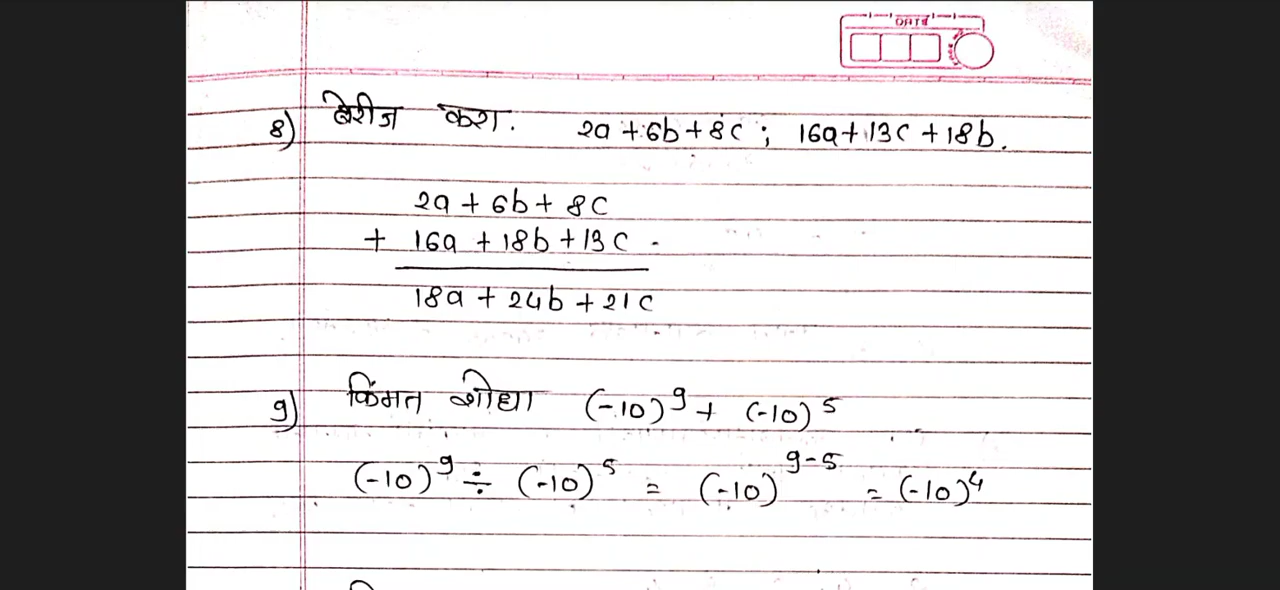 DATE
8) बेरीज करा. 2a + 6b + 8c ; 16a + 13c + 18b.
2a + 6b + 8c
+ 16a + 18b + 13c .
18a + 24b + 21c
9) किंमत शोधा (-10)⁹ + (-10)⁵
(-10)⁹ ÷ (-10)⁵ = (-10)⁹⁻⁵ = (-10)⁴